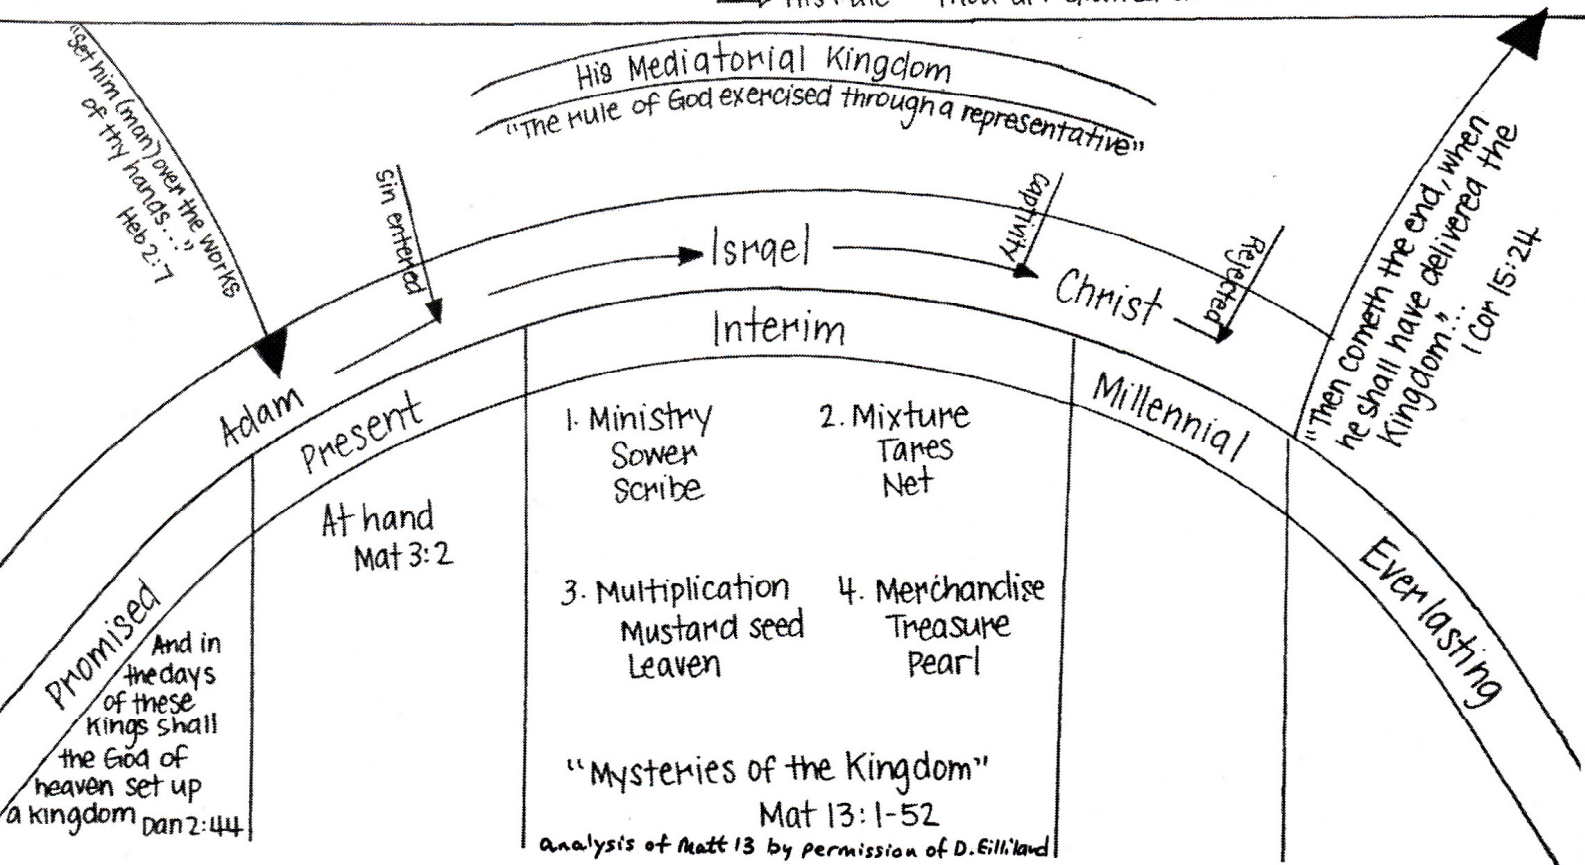 His rule
His Mediatorial Kingdom
"The rule of God exercised through a representative"
"Set him (man) over the works
of thy hands..."
Heb 2:7
Sin entered
Israel
Captivity
Christ
Rejected
"Then cometh the end, when
he shall have delivered the
Kingdom"...
1 Cor 15:24
Adam
Promised
Present
Interim
Millennial
Everlasting
And in
the days
of these
Kings shall
the God of
heaven set up
a kingdom Dan 2:44
At hand
Mat 3:2
1. Ministry
Sower
Scribe
2. Mixture
Tares
Net
3. Multiplication
Mustard seed
Leaven
4. Merchandise
Treasure
Pearl
"Mysteries of the Kingdom"
Mat 13:1-52
analysis of Matt 13 by permission of D.